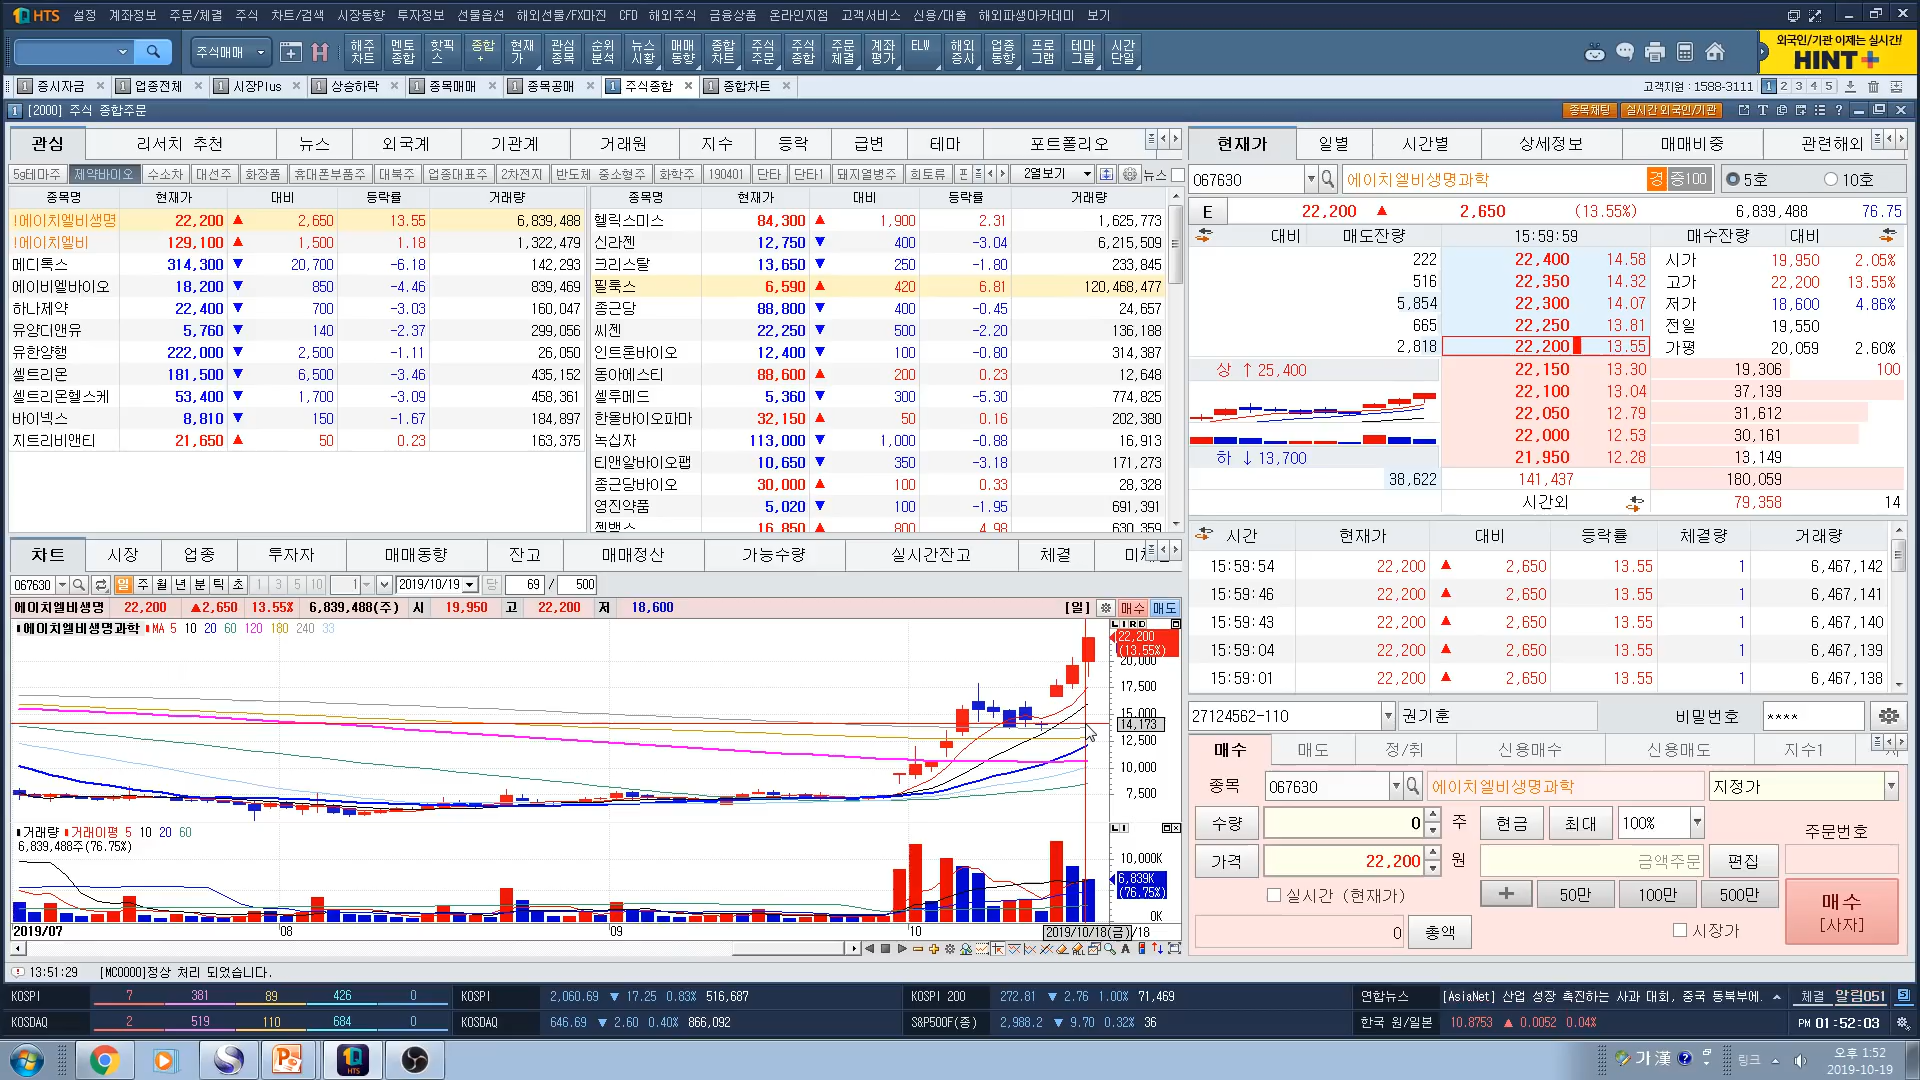 HTS 설정 계좌정보 주문/체결 주식 차트/검색 시장동향 투자정보 선물옵션 해외선물/FX마진 CFD 해외주식 금융상품 온라인지점 고객서비스 신용/대출 해외파생아카데미 보기
주식매매 해주차트 멘토종합 핫픽스 종합+ 현재가 관심종목 순위분석 뉴스시황 매매동향 종합차트 주식주문 주식종합 주문체결 계좌평가 ELW 해외증시 업종동향 프로그램 테마그룹 시간단일
외국인/기관 이제는 실시간!
HINT+
1 증시자금 1 업종전체 1 시장Plus 1 상승하락 1 종목매매 1 종목공매 1 주식종합 1 종합차트 고객지원 : 1588-3111 1 2 3 4 5
1 [2000] 주식 종합주문 종목채팅 실시간외국인/기관
관심 리서치 추천 뉴스 외국계 기관계 거래원 지수 등락 급변 테마 포트폴리오
5g테마주 제약바이오 수소차 대선주 화장품 휴대폰부품주 대북주 업종대표주 2차전지 반도체 중소형주 화학주 190401 단타 단타1 돼지열병주 희토류 2열보기 뉴스
종목명 현재가 대비 등락률 거래량
!에이치엘비생명 22,200 ▲ 2,650 13.55 6,839,488
!에이치엘비 129,100 ▲ 1,500 1.18 1,322,479
메디톡스 314,300 ▼ 20,700 -6.18 142,293
에이비엘바이오 18,200 ▼ 850 -4.46 839,469
하나제약 22,400 ▼ 700 -3.03 160,047
유양디앤유 5,760 ▼ 140 -2.37 299,056
유한양행 222,000 ▼ 2,500 -1.11 26,050
셀트리온 181,500 ▼ 6,500 -3.46 435,152
셀트리온헬스케 53,400 ▼ 1,700 -3.09 458,361
바이넥스 8,810 ▼ 150 -1.67 184,897
지트리비앤티 21,650 ▲ 50 0.23 163,375
종목명 현재가 대비 등락률 거래량
헬릭스미스 84,300 ▲ 1,900 2.31 1,625,773
신라젠 12,750 ▼ 400 -3.04 6,215,509
크리스탈 13,650 ▼ 250 -1.80 233,845
필룩스 6,590 ▲ 420 6.81 120,468,477
종근당 88,800 ▼ 400 -0.45 24,657
씨젠 22,250 ▼ 500 -2.20 136,188
인트론바이오 12,400 ▼ 100 -0.80 314,387
동아에스티 88,600 ▲ 200 0.23 12,648
셀루메드 5,360 ▼ 300 -5.30 774,825
한올바이오파마 32,150 ▲ 50 0.16 202,380
녹십자 113,000 ▼ 1,000 -0.88 16,913
티앤알바이오팹 10,650 ▼ 350 -3.18 171,273
종근당바이오 30,000 ▲ 100 0.33 28,328
영진약품 5,020 ▼ 100 -1.95 691,391
젬백스 16,850 ▲ 800 4.98 630,359
현재가 일별 시간별 상세정보 매매비중 관련해외
067630 에이치엘비생명과학 경 증100 5호 10호
E 22,200 ▲ 2,650 (13.55%) 6,839,488 76.75
대비 매도잔량 15:59:59 매수잔량 대비
222 22,400 14.58 시가 19,950 2.05%
516 22,350 14.32 고가 22,200 13.55%
5,854 22,300 14.07 저가 18,600 4.86%
665 22,250 13.81 전일 19,550
2,818 22,200 13.55 가평 20,059 2.60%
상 ↑ 25,400 22,150 13.30 19,306 100
22,100 13.04 37,139
22,050 12.79 31,612
22,000 12.53 30,161
하 ↓ 13,700 21,950 12.28 13,149
38,622 141,437 180,059
시간외 79,358 14
시간 현재가 대비 등락률 체결량 거래량
15:59:54 22,200 ▲ 2,650 13.55 1 6,467,142
15:59:46 22,200 ▲ 2,650 13.55 1 6,467,141
15:59:43 22,200 ▲ 2,650 13.55 1 6,467,140
15:59:04 22,200 ▲ 2,650 13.55 1 6,467,139
15:59:01 22,200 ▲ 2,650 13.55 1 6,467,138
차트 시장 업종 투자자 매매동향 잔고 매매정산 가능수량 실시간잔고 체결
067630 일 주 월 년 분 틱 초 1 3 5 10 1 2019/10/19 당 69 / 500
에이치엘비생명 22,200 ▲2,650 13.55% 6,839,488(주) 시 19,950 고 22,200 저 18,600 [일] 매수 매도
에이치엘비생명과학 MA 5 10 20 60 120 180 240 33
22,200
(13.55%)
20,000
17,500
15,000
14,173
12,500
10,000
7,500
거래량 거래이평 5 10 20 60
6,839,488주(76.75%)
10,000K
6,839K
(76.75%)
0K
2019/07 08 09 10 2019/10/18(금) /18
27124562-110 권기훈 비밀번호 ****
매수 매도 정/취 신용매수 신용매도 지수1
종목 067630 에이치엘비생명과학 지정가
수량 0 주 현금 최대 100% 주문번호
가격 22,200 원 금액주문 편집
실시간 (현재가) + 50만 100만 500만 매수 [사자]
0 총액 시장가
13:51:29 [MC0000]정상 처리 되었습니다.
KOSPI 7 381 89 426 0 KOSPI 2,060.69 ▼ 17.25 0.83% 516,687 KOSPI 200 272.81 ▼ 2.76 1.00% 71,469 연합뉴스 [AsiaNet] 산업 성장 촉진하는 사과 대회, 중국 동북부에. 체결 알림051
KOSDAQ 2 519 110 684 0 KOSDAQ 646.69 ▼ 2.60 0.40% 866,092 S&P500F(종) 2,988.2 ▼ 9.70 0.32% 36 한국 원/일본 10.8753 ▲ 0.0052 0.04% PM 01:52:03
가 漢 링크 오후 1:52
2019-10-19